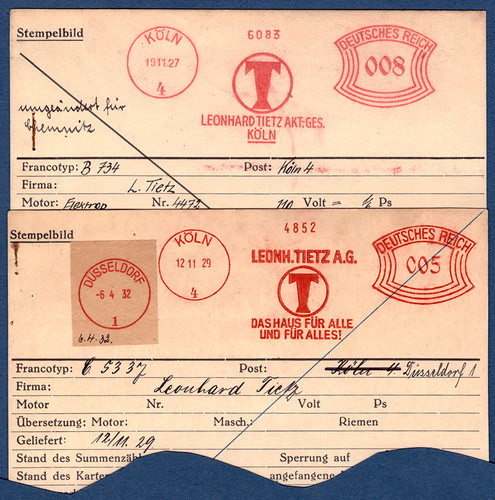 Stempelbild
KÖLN
19.11.27
4
6083
T
LEONHARD TIETZ AKT.-GES.
KÖLN
DEUTSCHES REICH
008
umgeändert für
Chemnitz
Francotyp: B 734 Post: Köln 4
Firma: L. Tietz
Motor: Nr. 4472 110 Volt = ½ Ps
Stempelbild
DÜSSELDORF
-6 4 32
1
6.4.32.
KÖLN
12 11 29
4
4852
LEONH. TIETZ A.G.
T
DAS HAUS FÜR ALLE
UND FÜR ALLES!
DEUTSCHES REICH
005
Francotyp: C 5337 Post: Köln 4. Düsseldorf 1
Firma: Leonhard Tietz
Motor Nr. Volt Ps
Übersetzung: Motor: Masch.: Riemen
Geliefert: 12/11. 29
Stand des Summenzähl Sperrung auf
Stand des Karten angefangene